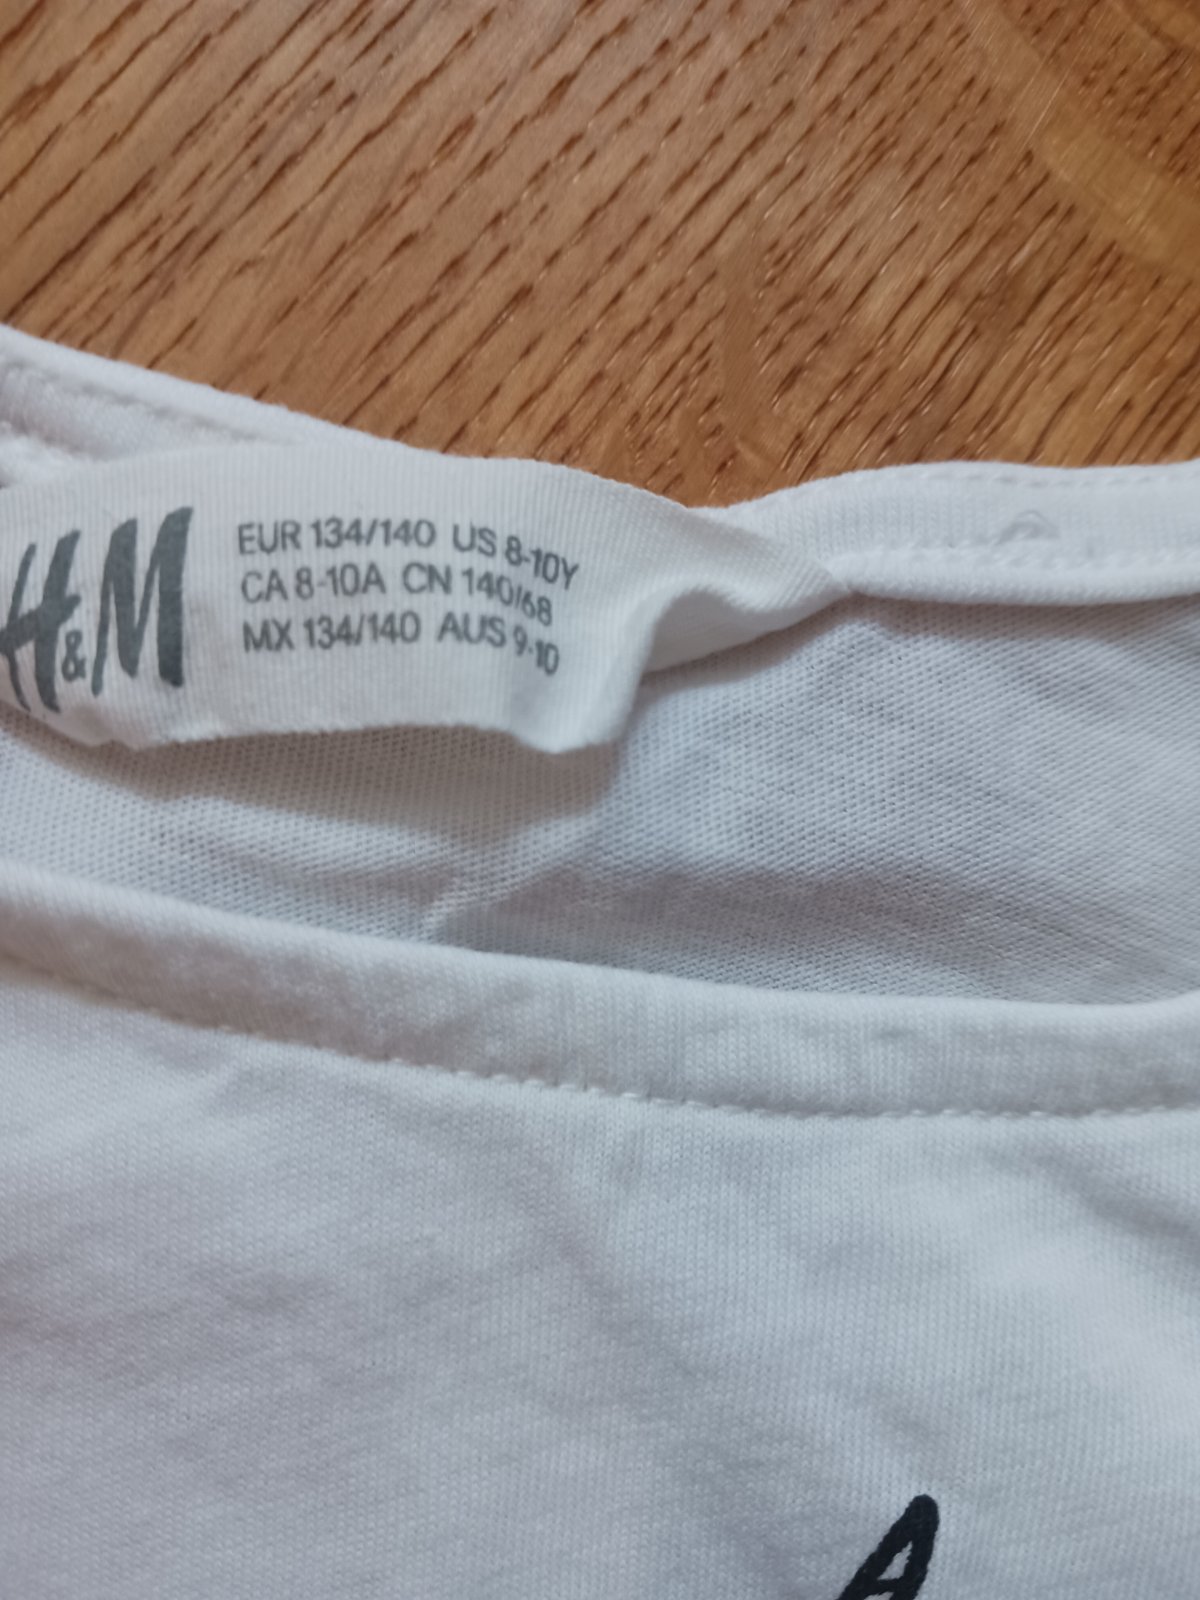 H&M
EUR 134/140 US 8-10Y
CA 8-10A CN 140/68
MX 134/140 AUS 9-10
A